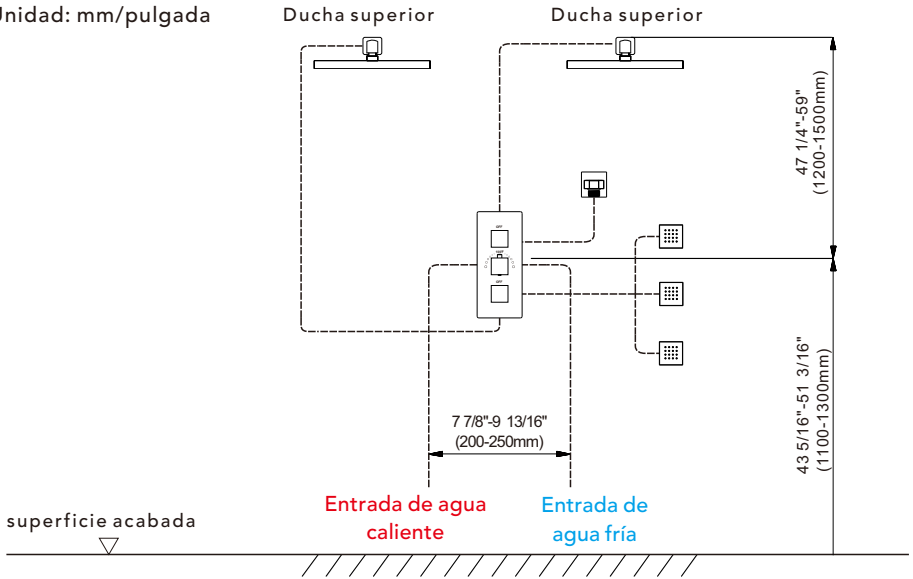 Unidad: mm/pulgada
Ducha superior
Ducha superior
47 1/4"-59"
(1200-1500mm)
OFF
OFF
43 5/16"-51 3/16"
(1100-1300mm)
7 7/8"-9 13/16"
(200-250mm)
Entrada de agua
caliente
Entrada de
agua fría
superficie acabada